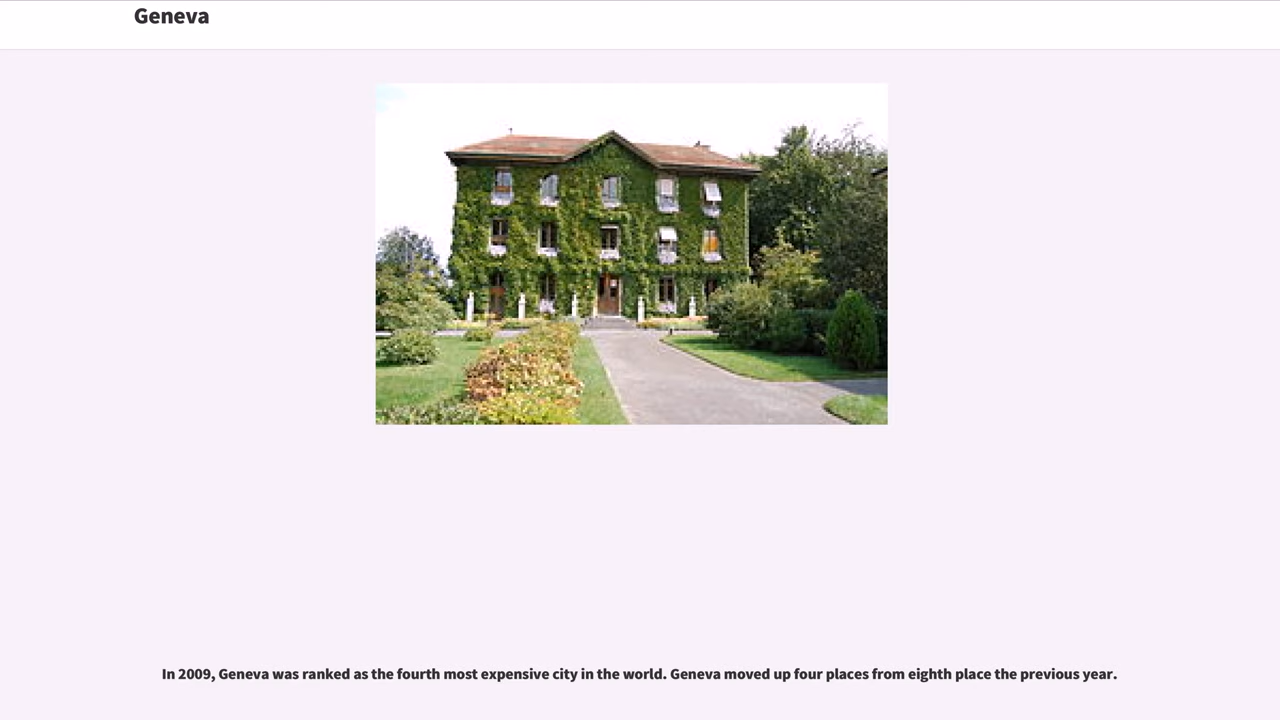 Geneva
In 2009, Geneva was ranked as the fourth most expensive city in the world. Geneva moved up four places from eighth place the previous year.